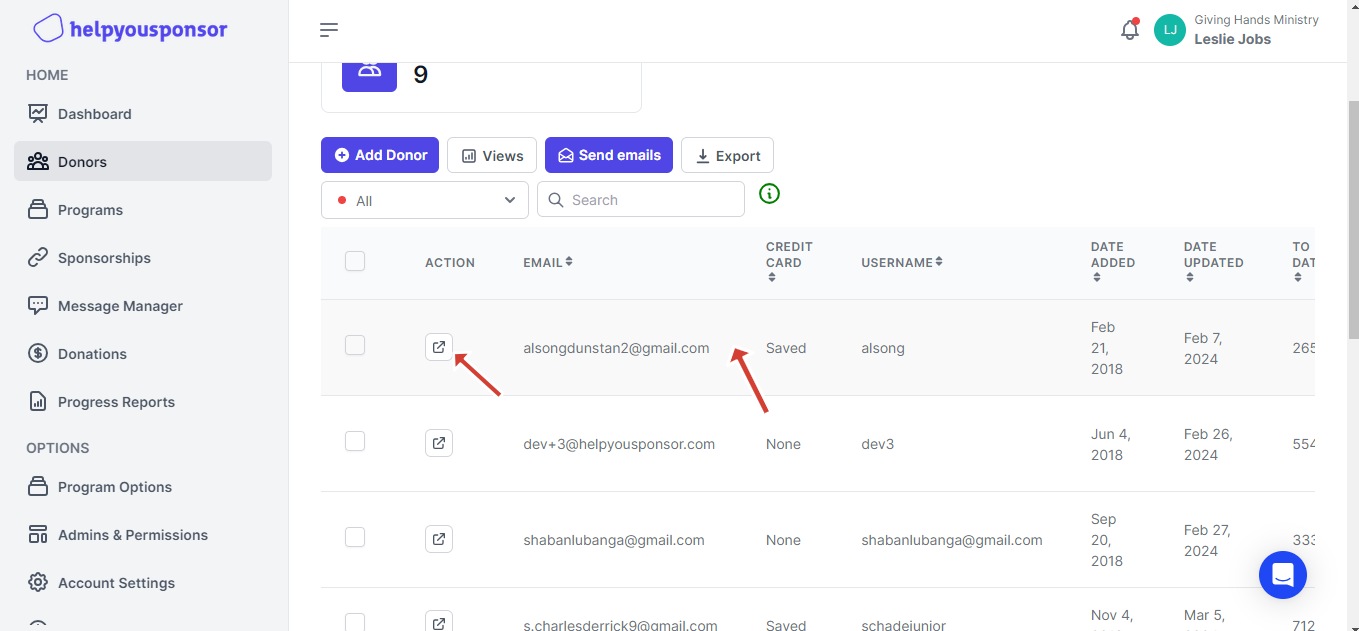 helpyousponsor
HOME
Dashboard
Donors
Programs
Sponsorships
Message Manager
Donations
Progress Reports
OPTIONS
Program Options
Admins & Permissions
Account Settings
LJ
Giving Hands Ministry
Leslie Jobs
9
Add Donor
Views
Send emails
Export
All
Search
ACTION
EMAIL
CREDIT
CARD
USERNAME
DATE
ADDED
DATE
UPDATED
TO
DAT
alsongdunstan2@gmail.com
Saved
alsong
Feb
21,
2018
Feb 7,
2024
265
dev+3@helpyousponsor.com
None
dev3
Jun 4,
2018
Feb 26,
2024
554
shabanlubanga@gmail.com
None
shabanlubanga@gmail.com
Sep
20,
2018
Feb 27,
2024
333
s.charlesderrick9@gmail.com
Saved
schadejunior
Nov 4,
Mar 5,
712